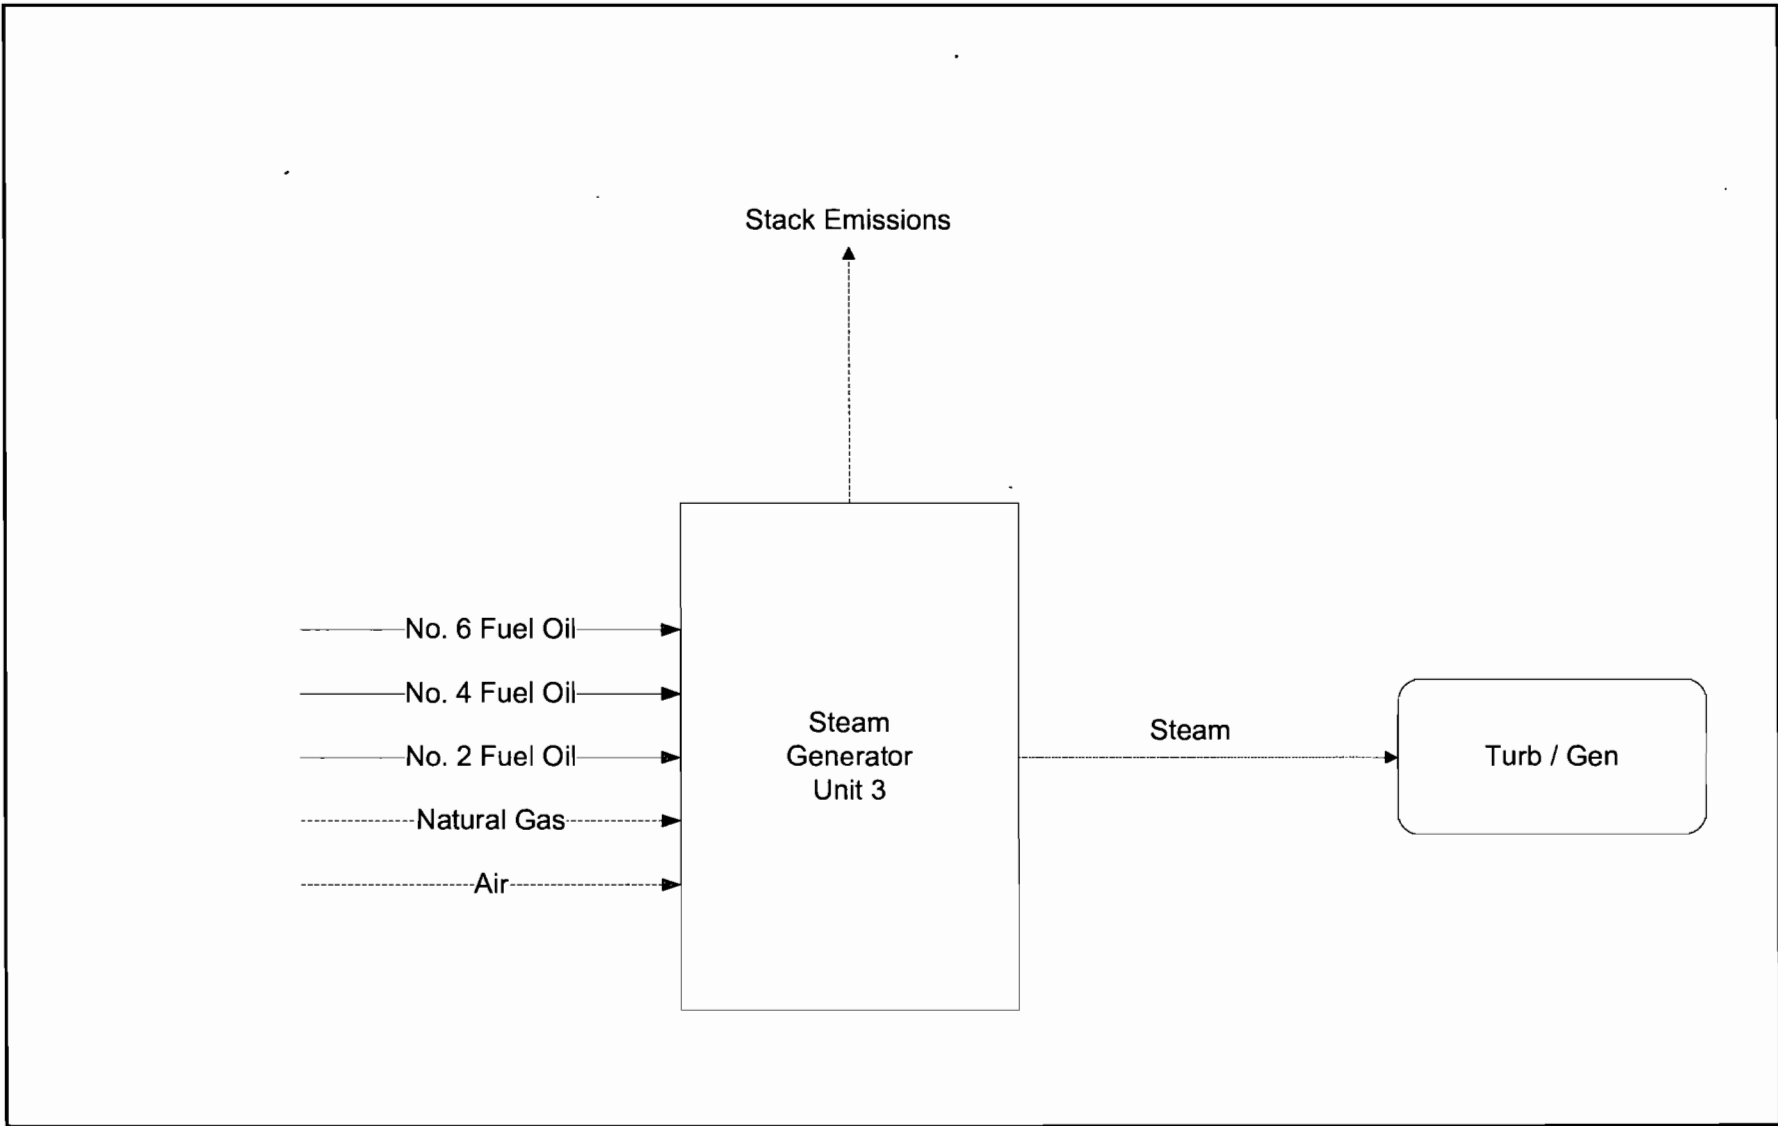 Stack Emissions
No. 6 Fuel Oil
No. 4 Fuel Oil
No. 2 Fuel Oil
Natural Gas
Air
Steam
Generator
Unit 3
Steam
Turb / Gen